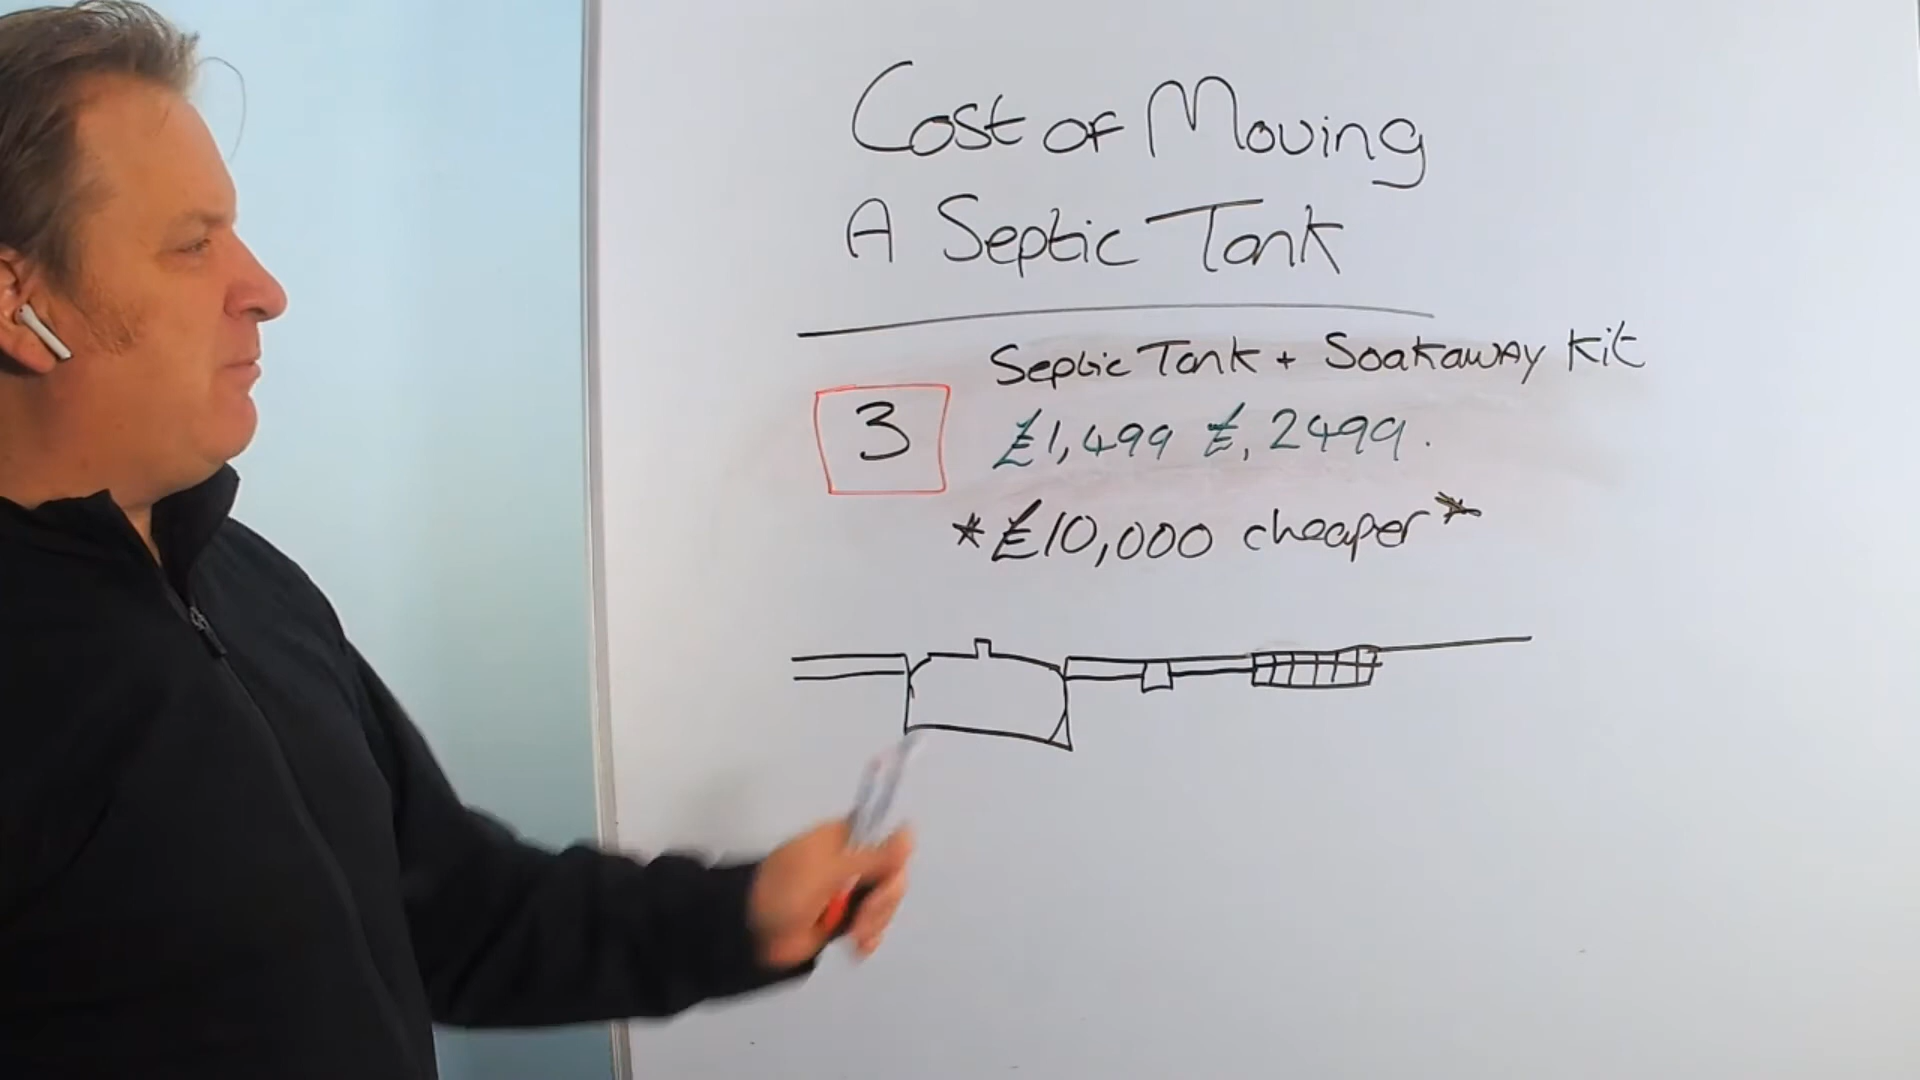 Cost of Moving
A Septic Tank
Septic Tank + Soakaway Kit
3
£1,499 £,2499.
*£10,000 cheaper*